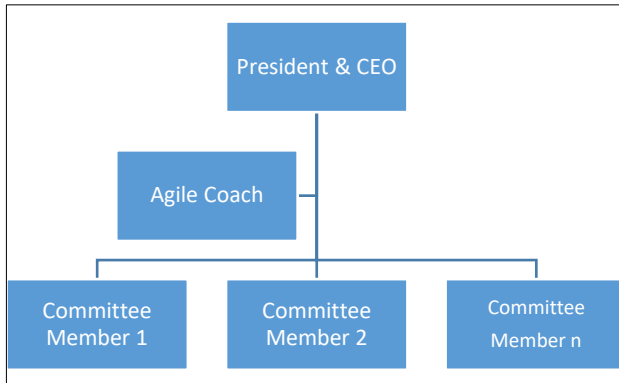 President & CEO
Agile Coach
Committee
Member 1
Committee
Member 2
Committee
Member n